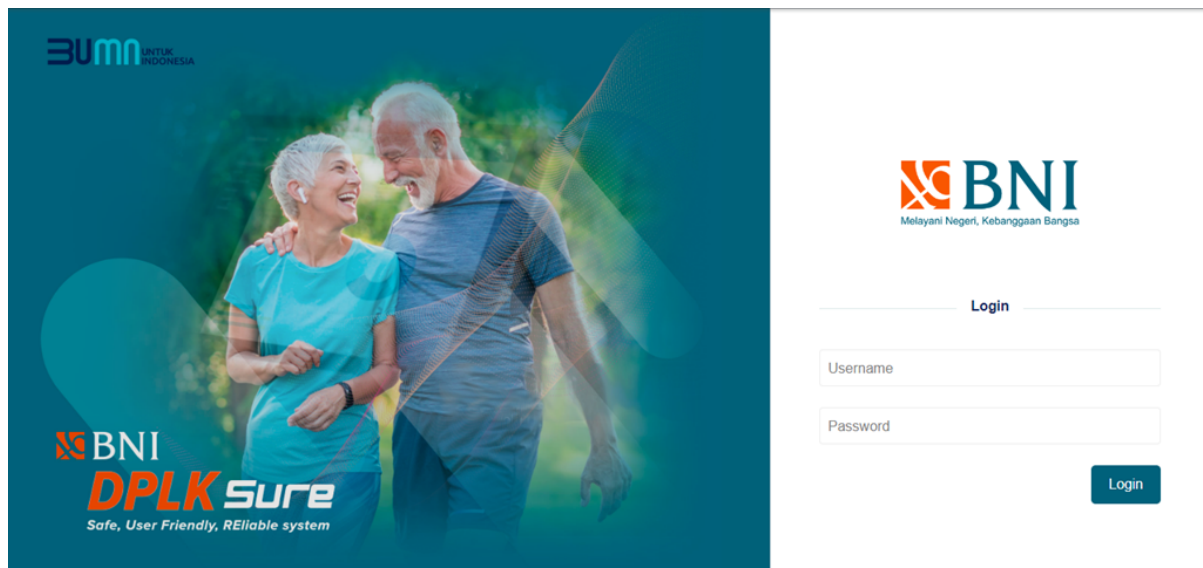 BUMN UNTUK
INDONESIA
BNI
DPLK Sure
Safe, User Friendly, REliable system
BNI
Melayani Negeri, Kebanggaan Bangsa
Login
Username
Password
Login